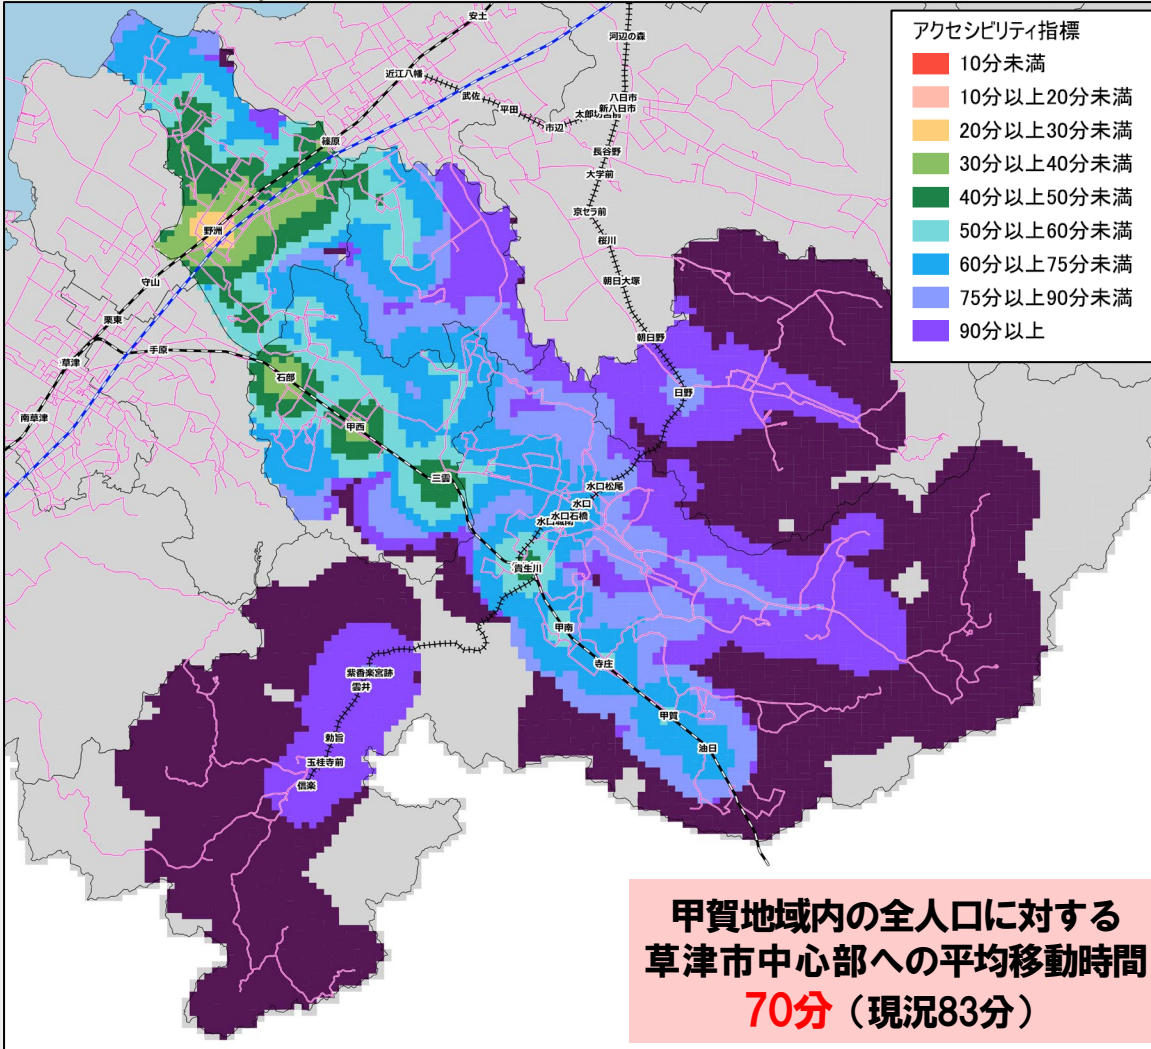 アクセシビリティ指標
10分未満
10分以上20分未満
20分以上30分未満
30分以上40分未満
40分以上50分未満
50分以上60分未満
60分以上75分未満
75分以上90分未満
90分以上
安土
河辺の森
近江八幡
武佐
平田
市辺
八日市
新八日市
長谷野
大学前
京セラ前
桜川
朝日大塚
朝日野
日野
篠原
野洲
守山
栗東
草津
手原
南草津
石部
甲西
三雲
水口松尾
水口
水口石橋
水口城南
貴生川
甲南
寺庄
甲賀
油日
紫香楽宮跡
雲井
勅旨
玉桂寺前
信楽
甲賀地域内の全人口に対する
草津市中心部への平均移動時間
70分（現況83分）